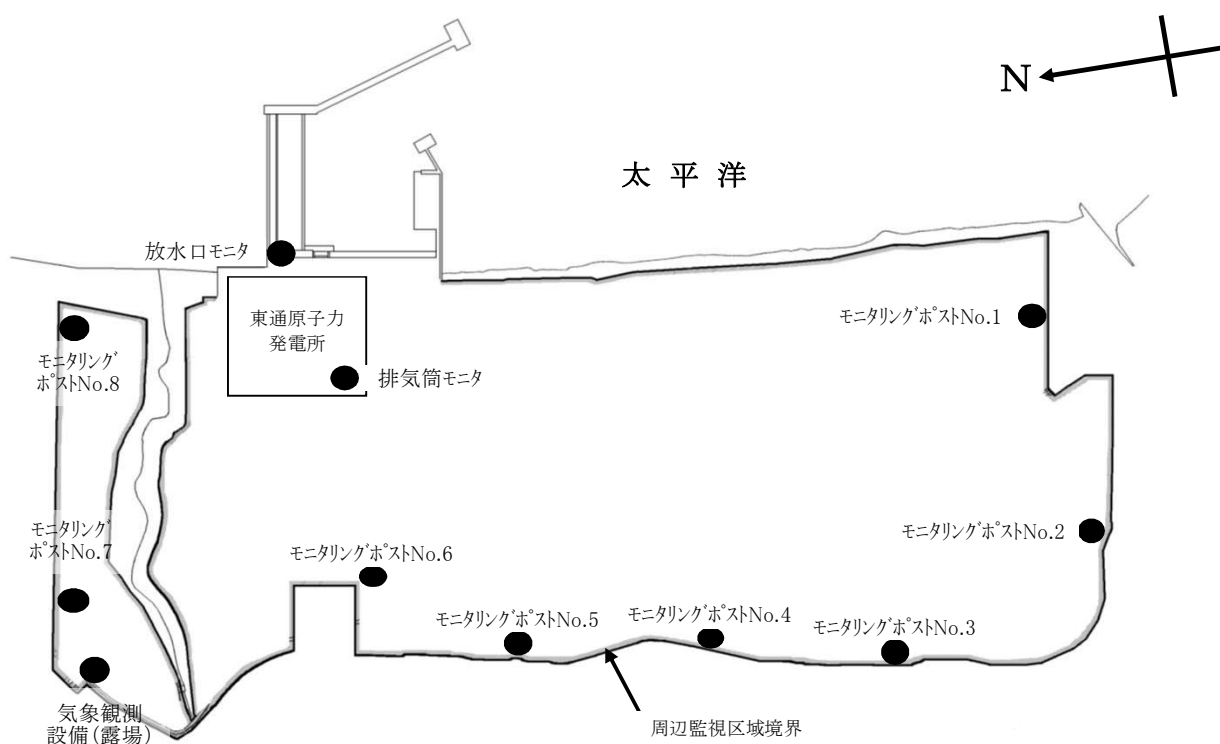 N
太平洋
放水口モニタ
東通原子力
発電所
モニタリングポストNo.1
モニタリング
ポストNo.8
排気筒モニタ
モニタリング
ポストNo.7
モニタリングポストNo.2
モニタリングポストNo.6
モニタリングポストNo.5
モニタリングポストNo.4
モニタリングポストNo.3
気象観測
設備(露場)
周辺監視区域境界